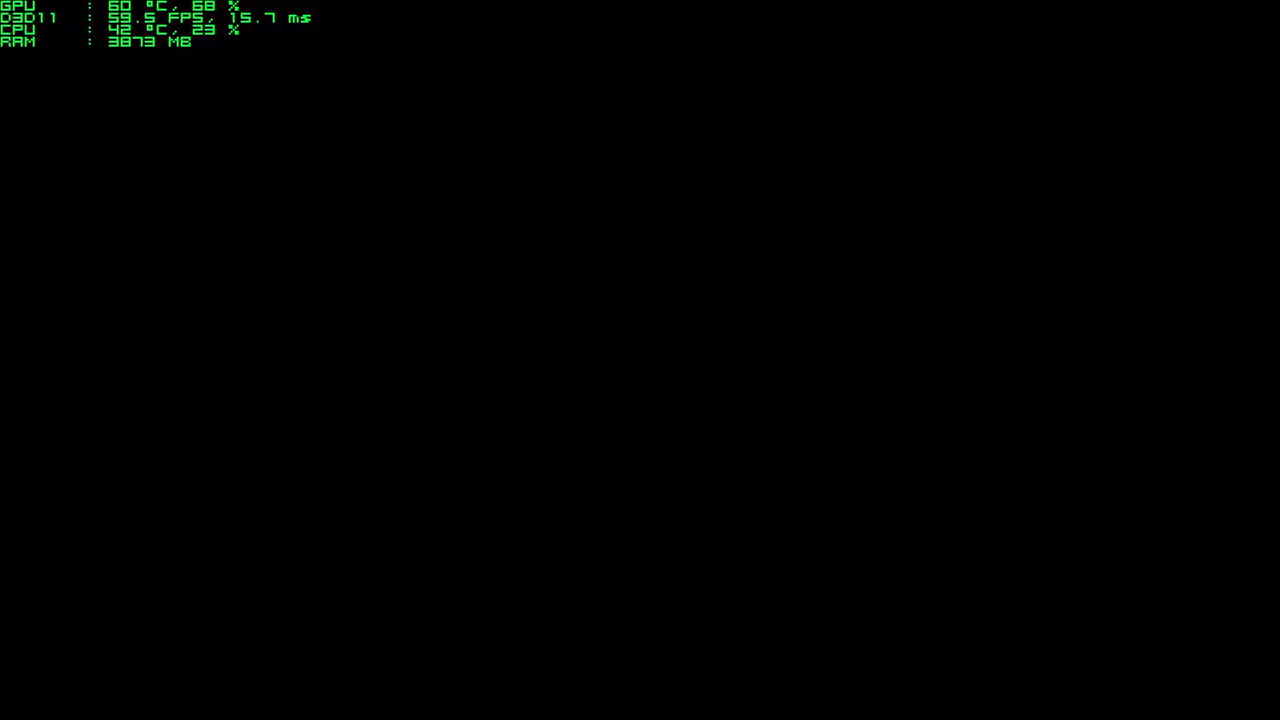 GPU : 60 °C, 68 %
D3D11 : 59.5 FPS, 15.7 ms
CPU : 42 °C, 23 %
RAM : 3873 MB